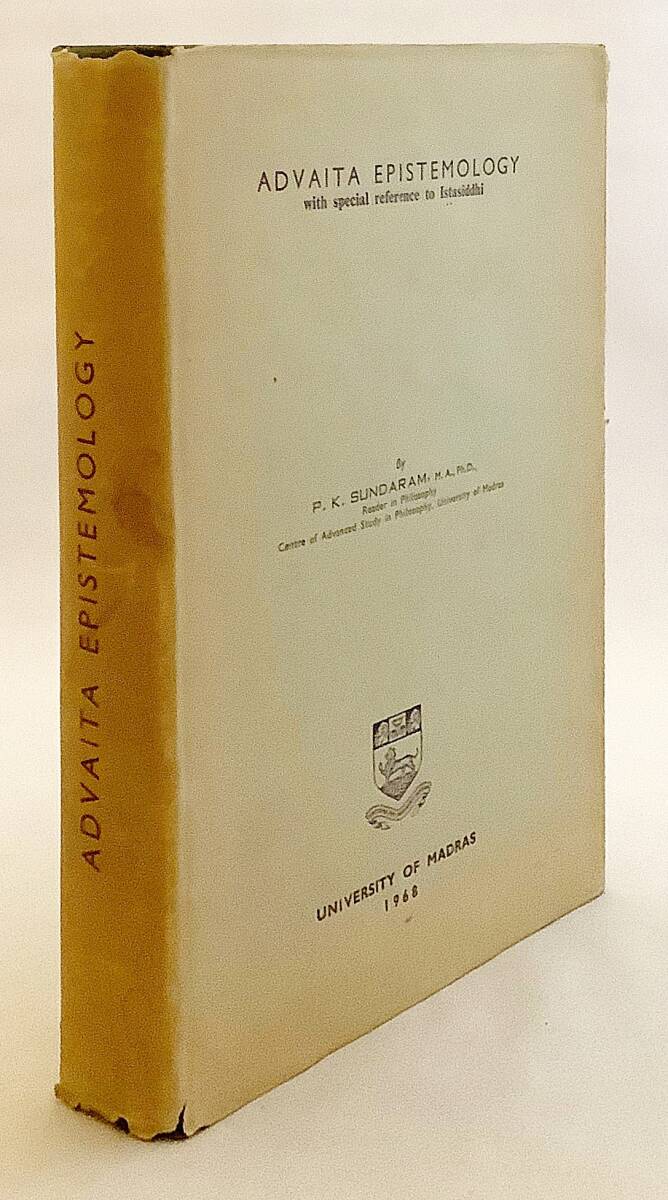 ADVAITA EPISTEMOLOGY
ADVAITA EPISTEMOLOGY
with special reference to Istasiddhi
By
P. K. SUNDARAM, M.A., Ph.D.,
Reader in Philosophy
Centre of Advanced Study in Philosophy, University of Madras
UNIVERSITY OF MADRAS
1968